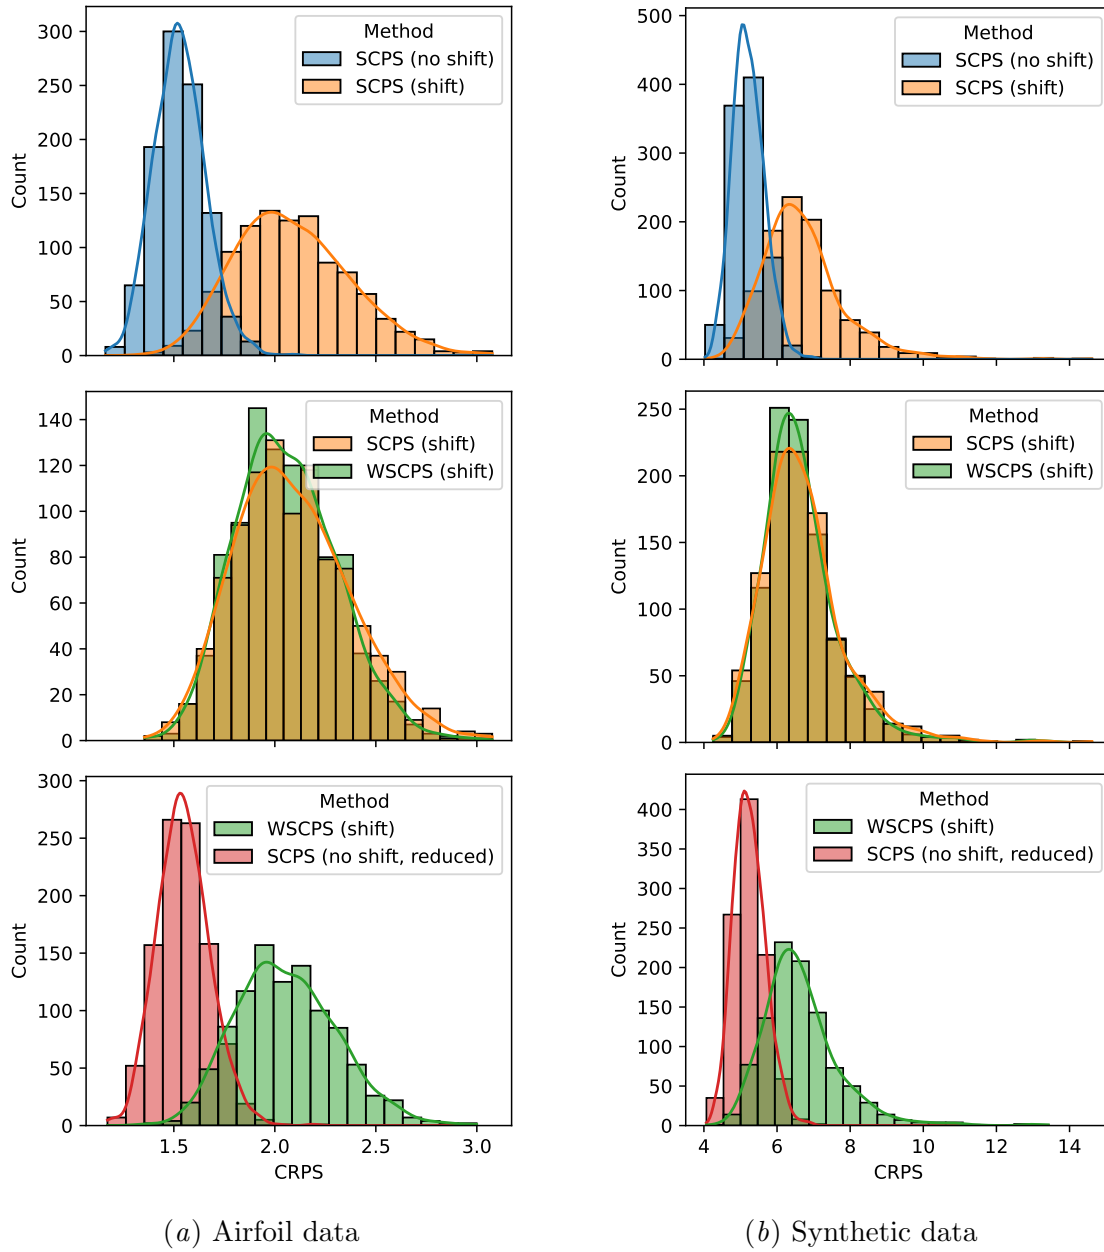 Method
SCPS (no shift)
SCPS (shift)
Count
300
250
200
150
100
50
0
Method
SCPS (no shift)
SCPS (shift)
Count
500
400
300
200
100
0
Method
SCPS (shift)
WSCPS (shift)
Count
140
120
100
80
60
40
20
0
Method
SCPS (shift)
WSCPS (shift)
Count
250
200
150
100
50
0
Method
WSCPS (shift)
SCPS (no shift, reduced)
Count
300
250
200
150
100
50
0
1.5 2.0 2.5 3.0
CRPS
Method
WSCPS (shift)
SCPS (no shift, reduced)
Count
400
350
300
250
200
150
100
50
0
4 6 8 10 12 14
CRPS
(a) Airfoil data
(b) Synthetic data